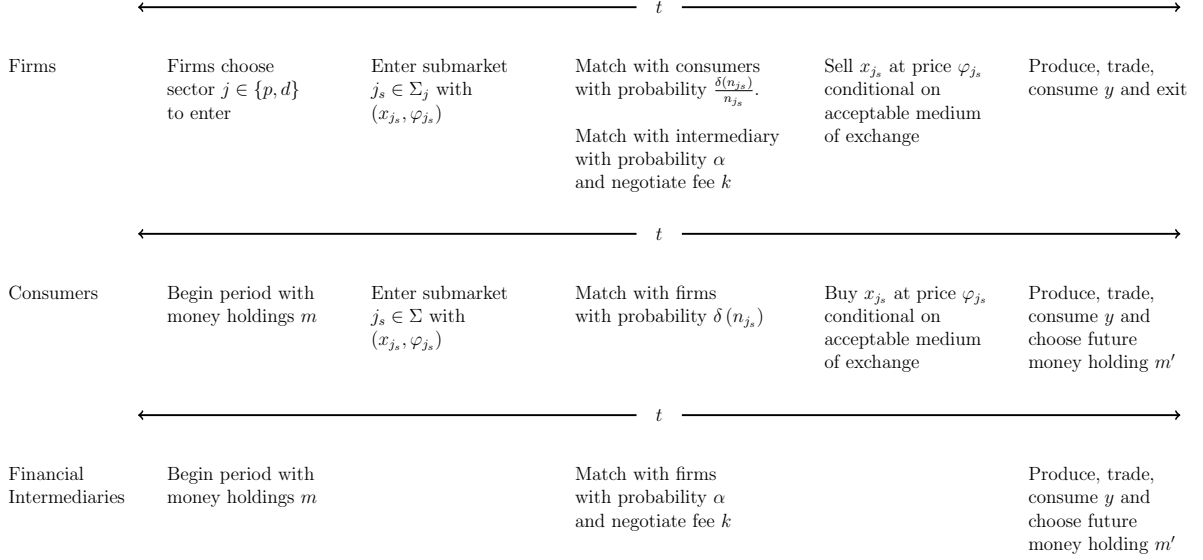 t
Firms
Firms choose
sector j ∈ {p, d}
to enter
Enter submarket
j_s ∈ Σ_j with
(x_{j_s}, φ_{j_s})
Match with consumers
with probability δ(n_{j_s})/n_{j_s}.
Match with intermediary
with probability α
and negotiate fee k
Sell x_{j_s} at price φ_{j_s}
conditional on
acceptable medium
of exchange
Produce, trade,
consume y and exit
t
Consumers
Begin period with
money holdings m
Enter submarket
j_s ∈ Σ with
(x_{j_s}, φ_{j_s})
Match with firms
with probability δ (n_{j_s})
Buy x_{j_s} at price φ_{j_s}
conditional on
acceptable medium
of exchange
Produce, trade,
consume y and
choose future
money holding m′
t
Financial
Intermediaries
Begin period with
money holdings m
Match with firms
with probability α
and negotiate fee k
Produce, trade,
consume y and
choose future
money holding m′